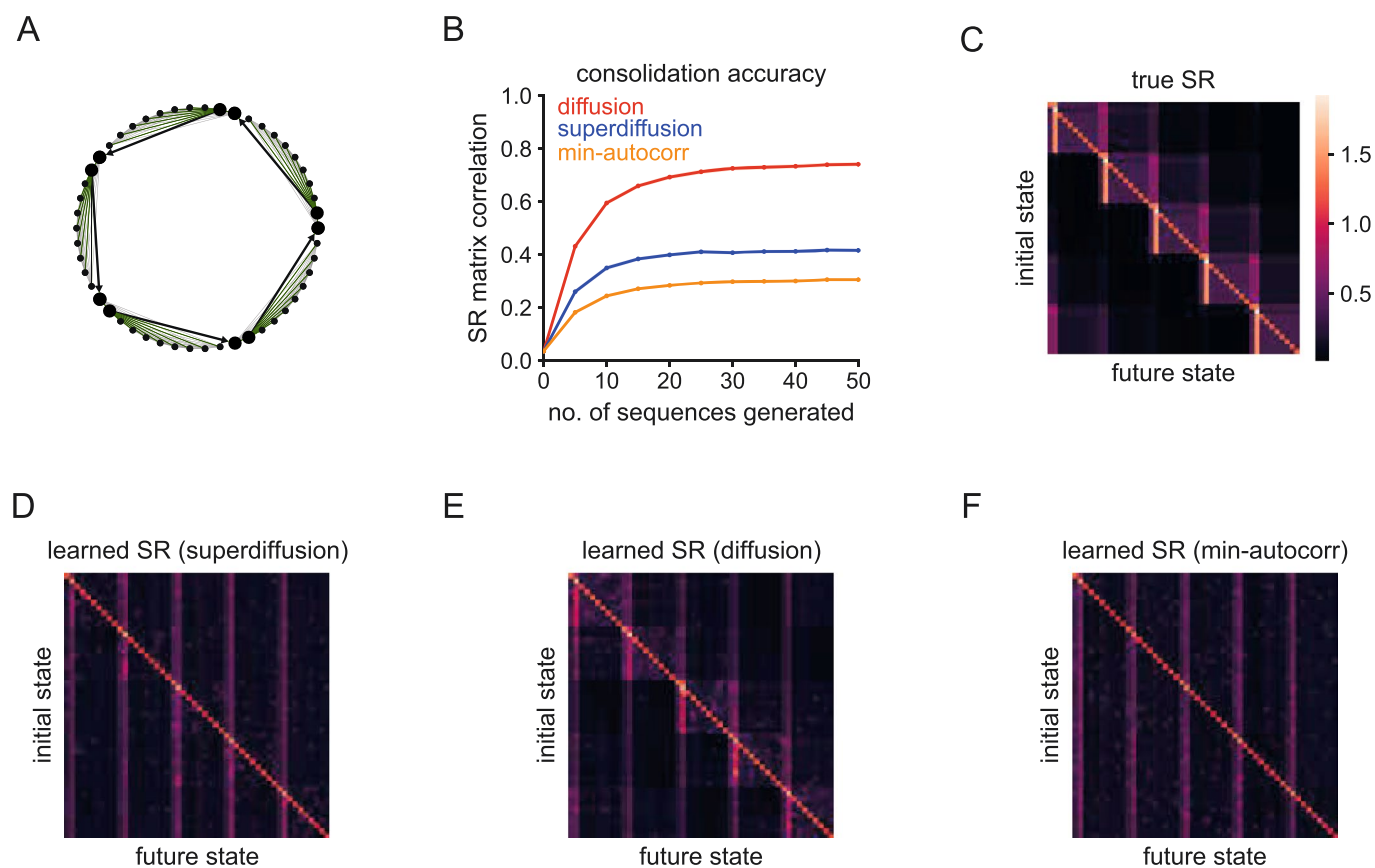 A
B
consolidation accuracy
diffusion
superdiffusion
min-autocorr
SR matrix correlation
1.0
0.8
0.6
0.4
0.2
0.0
0 10 20 30 40 50
no. of sequences generated
C
true SR
initial state
future state
1.5
1.0
0.5
D
learned SR (superdiffusion)
initial state
future state
E
learned SR (diffusion)
initial state
future state
F
learned SR (min-autocorr)
initial state
future state